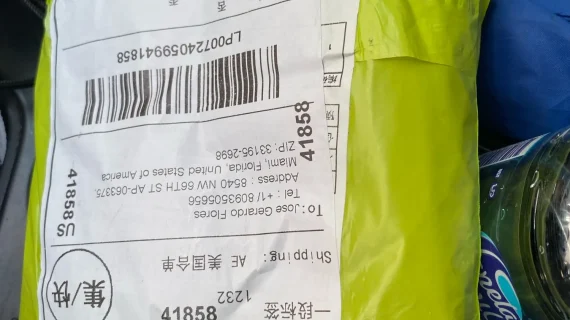 一段标签 41858
1232
集/快
Shipping: AE 美国合单
To: Jose Gerardo Flores
Tel : +1/ 8093505656
Address : 8540 NW 66TH ST AP-063375,
Miami, Florida, United States of America
ZIP: 33195-2698
41858
41858 US
LP00724059941858
否
否